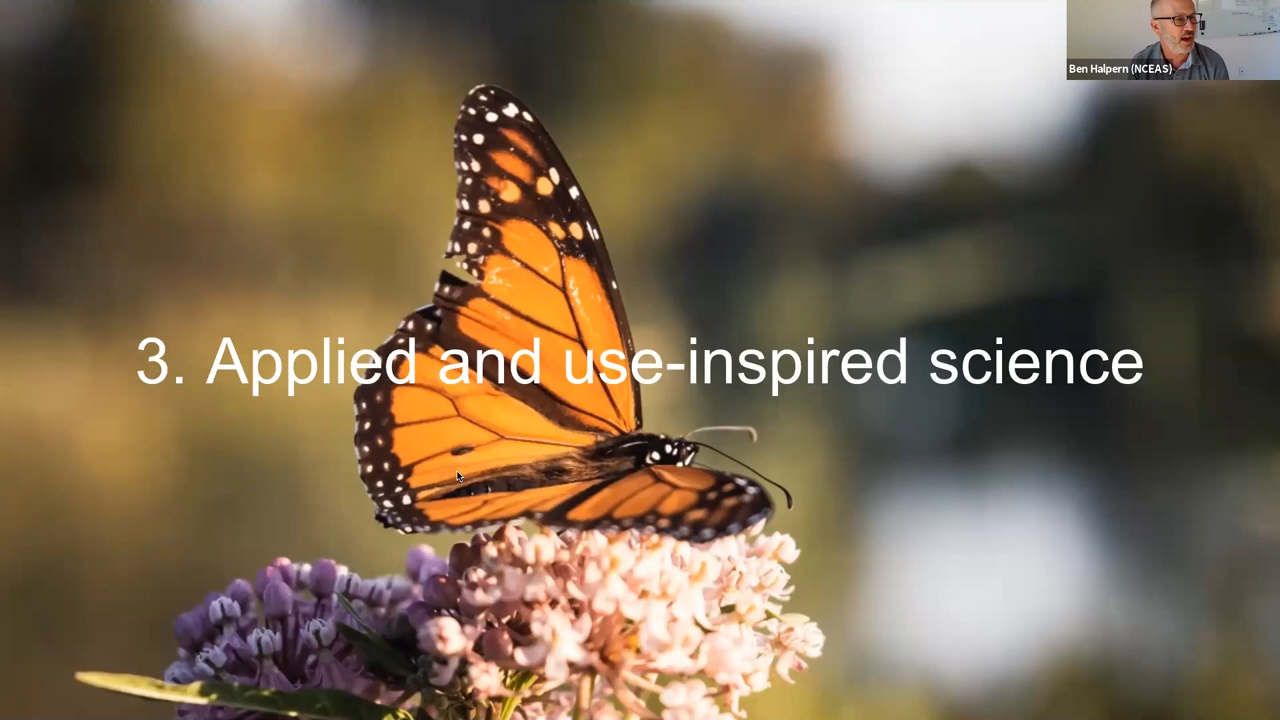 Ben Halpern (NCEAS)
3. Applied and use-inspired science